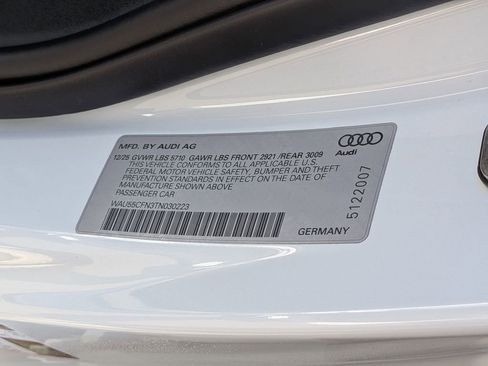 MFD. BY AUDI AG
12/25 GVWR LBS 5710 GAWR LBS FRONT 2921 /REAR 3009
THIS VEHICLE CONFORMS TO ALL APPLICABLE U.S.
FEDERAL MOTOR VEHICLE SAFETY, BUMPER AND THEFT
PREVENTION STANDARDS IN EFFECT ON THE DATE OF
MANUFACTURE SHOWN ABOVE
PASSENGER CAR
WAU55CFN3TN030223
Audi
5122007
GERMANY